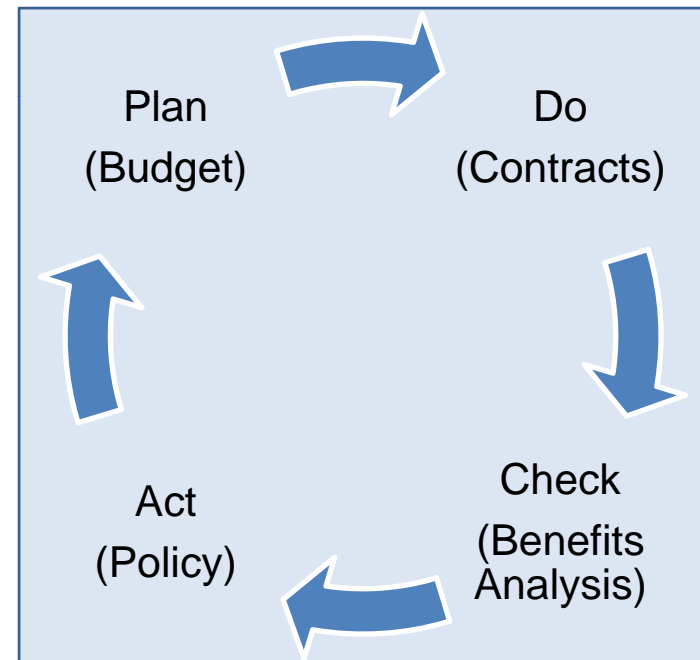 Plan
(Budget)
Do
(Contracts)
Check
(Benefits
Analysis)
Act
(Policy)